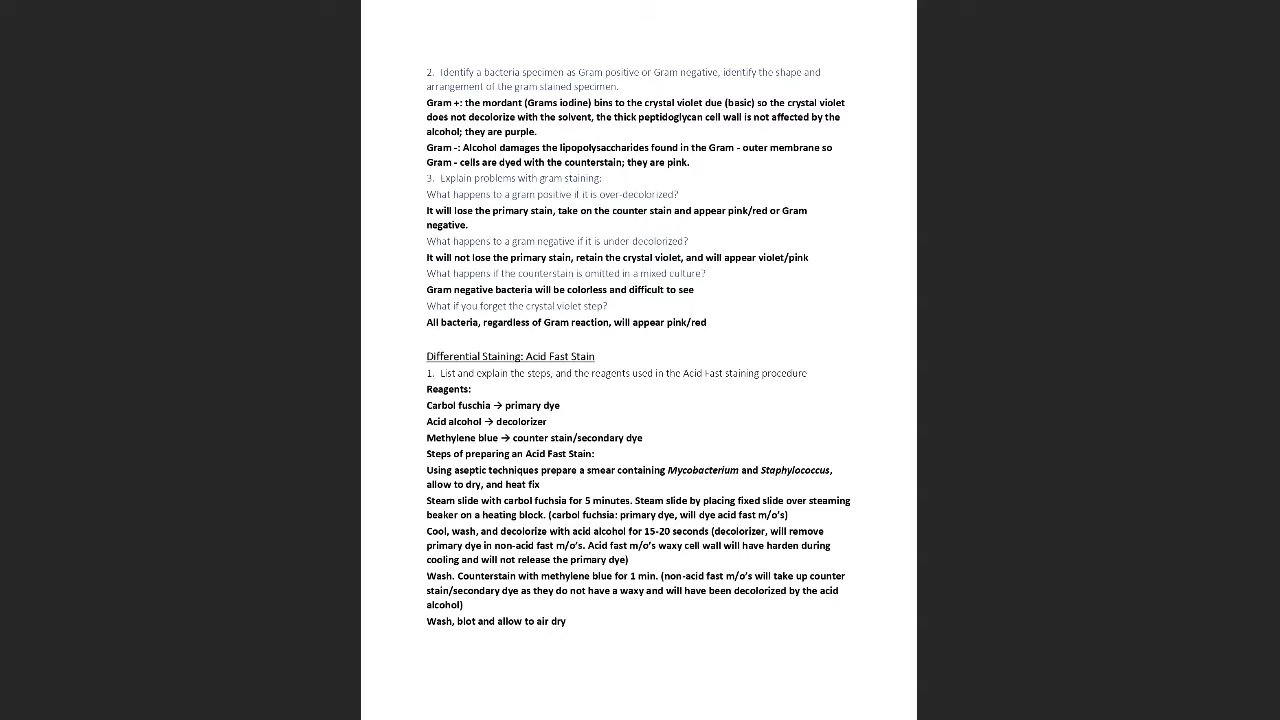 2. Identify a bacteria specimen as Gram positive or Gram negative, identify the shape and
arrangement of the gram stained specimen.
Gram +: the mordant (Grams iodine) bins to the crystal violet due (basic) so the crystal violet
does not decolorize with the solvent, the thick peptidoglycan cell wall is not affected by the
alcohol; they are purple.
Gram -: Alcohol damages the lipopolysaccharides found in the Gram - outer membrane so
Gram - cells are dyed with the counterstain; they are pink.
3. Explain problems with gram staining:
What happens to a gram positive if it is over-decolorized?
It will lose the primary stain, take on the counter stain and appear pink/red or Gram
negative.
What happens to a gram negative if it is under decolorized?
It will not lose the primary stain, retain the crystal violet, and will appear violet/pink
What happens if the counterstain is omitted in a mixed culture?
Gram negative bacteria will be colorless and difficult to see
What if you forget the crystal violet step?
All bacteria, regardless of Gram reaction, will appear pink/red
Differential Staining: Acid Fast Stain
1. List and explain the steps, and the reagents used in the Acid Fast staining procedure
Reagents:
Carbol fuschia → primary dye
Acid alcohol → decolorizer
Methylene blue → counter stain/secondary dye
Steps of preparing an Acid Fast Stain:
Using aseptic techniques prepare a smear containing Mycobacterium and Staphylococcus,
allow to dry, and heat fix
Steam slide with carbol fuchsia for 5 minutes. Steam slide by placing fixed slide over steaming
beaker on a heating block. (carbol fuchsia: primary dye, will dye acid fast m/o's)
Cool, wash, and decolorize with acid alcohol for 15-20 seconds (decolorizer, will remove
primary dye in non-acid fast m/o's. Acid fast m/o's waxy cell wall will have harden during
cooling and will not release the primary dye)
Wash. Counterstain with methylene blue for 1 min. (non-acid fast m/o's will take up counter
stain/secondary dye as they do not have a waxy and will have been decolorized by the acid
alcohol)
Wash, blot and allow to air dry